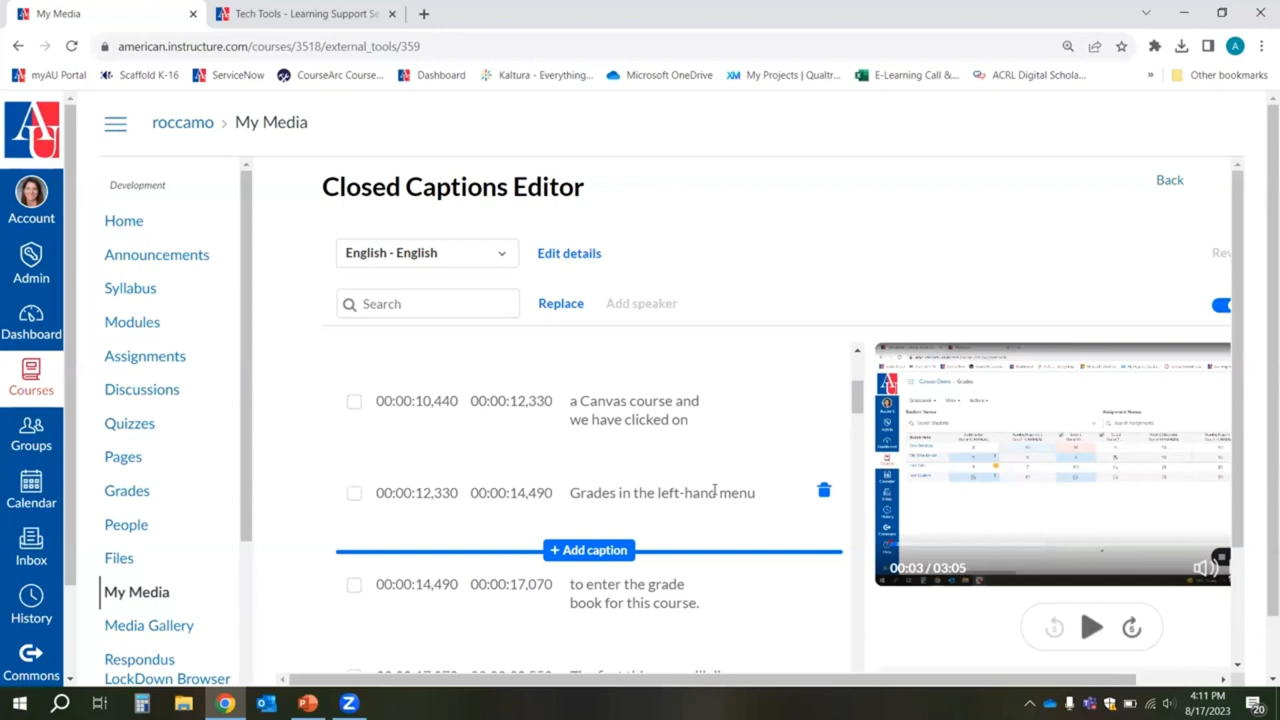 My Media
Tech Tools - Learning Support Se
american.instructure.com/courses/3518/external_tools/359
A
myAU Portal
Scaffold K-16
ServiceNow
CourseArc Course...
Dashboard
Kaltura - Everything...
Microsoft OneDrive
XM My Projects (Qualtr...
E-Learning Call &...
ACRL Digital Schola...
» Other bookmarks
AU
roccamo > My Media
Development
Closed Captions Editor
Back
Account
Admin
Dashboard
Courses
Groups
Calendar
Inbox
History
Commons
Home
Announcements
Syllabus
Modules
Assignments
Discussions
Quizzes
Pages
Grades
People
Files
My Media
Media Gallery
Respondus
LockDown Browser
English - English
Edit details
Rev
Search
Replace
Add speaker
00:00:10,440 00:00:12,330 a Canvas course and
we have clicked on
00:00:12,330 00:00:14,490 Grades in the left-hand menu
+ Add caption
00:00:14,490 00:00:17,070 to enter the grade
book for this course.
00:03 / 03:05
4:11 PM
8/17/2023
20